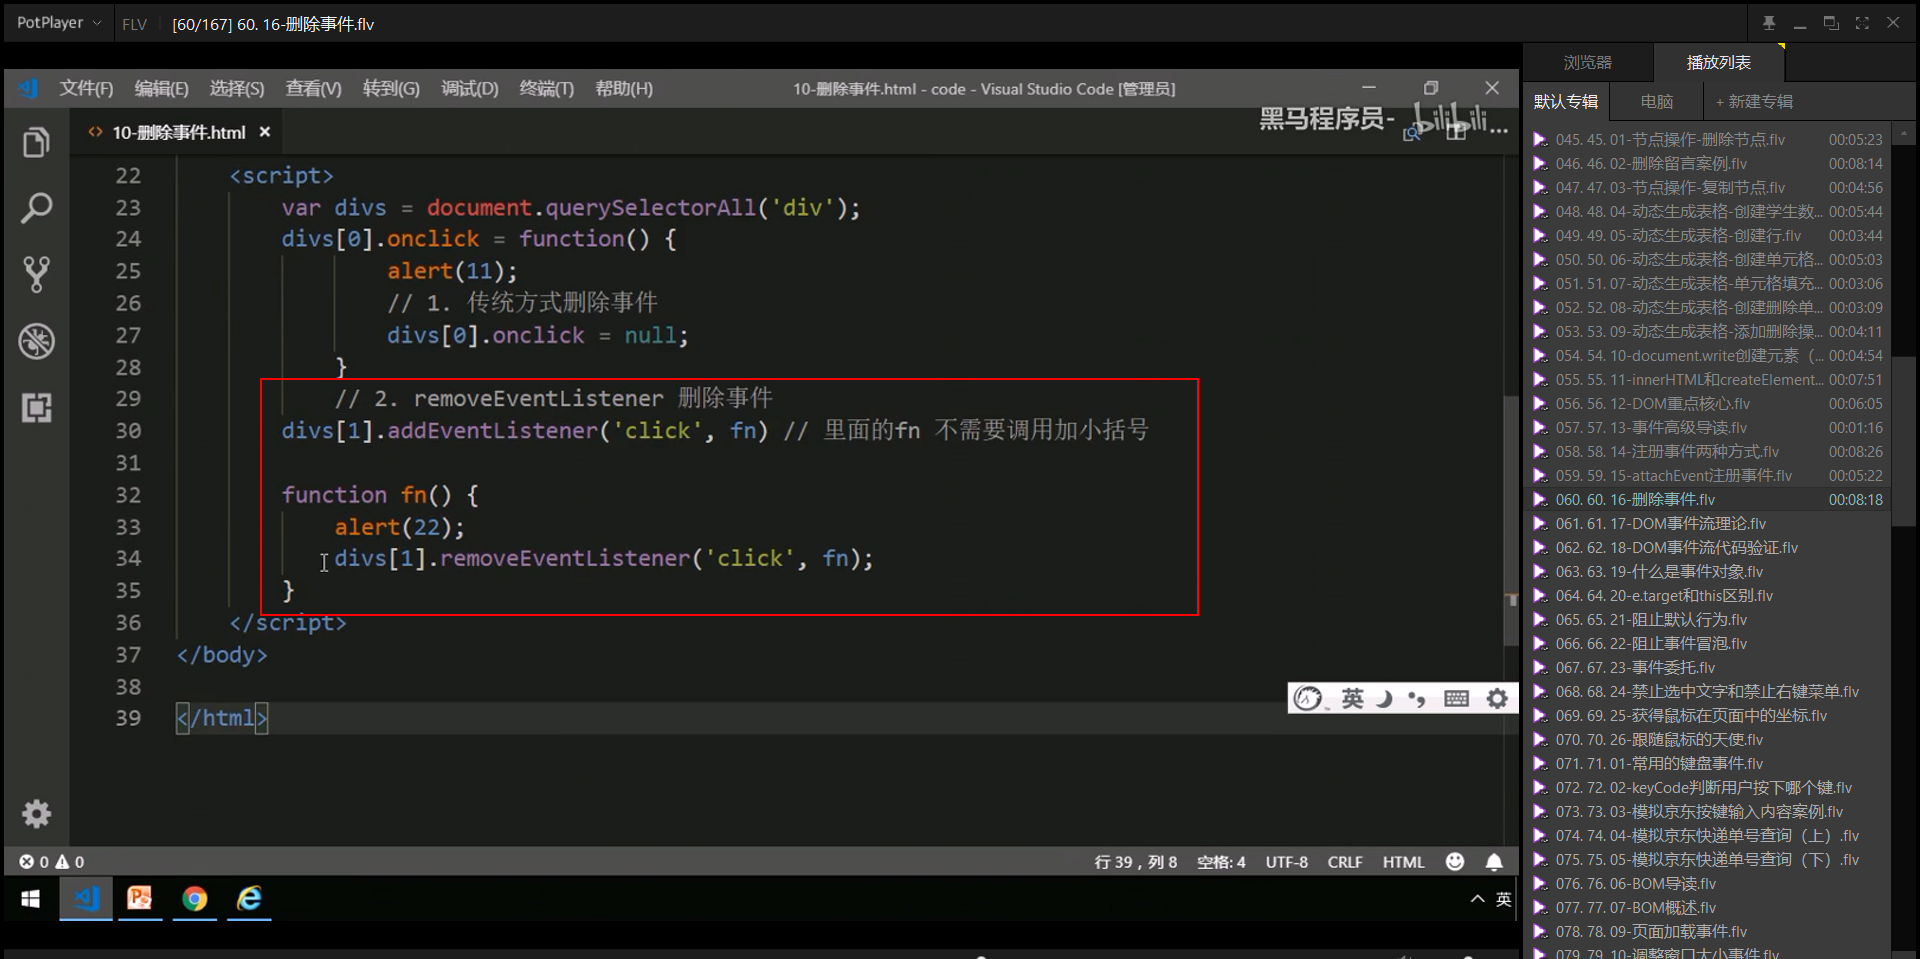 PotPlayer FLV [60/167] 60. 16-删除事件.flv
浏览器 播放列表
文件(F) 编辑(E) 选择(S) 查看(V) 转到(G) 调试(D) 终端(T) 帮助(H) 10-删除事件.html - code - Visual Studio Code [管理员]
默认专辑 电脑 + 新建专辑
黑马程序员- bilibili
10-删除事件.html ×
22 <script>
23 var divs = document.querySelectorAll('div');
24 divs[0].onclick = function() {
25 alert(11);
26 // 1. 传统方式删除事件
27 divs[0].onclick = null;
28 }
29 // 2. removeEventListener 删除事件
30 divs[1].addEventListener('click', fn) // 里面的fn 不需要调用加小括号
31
32 function fn() {
33 alert(22);
34 divs[1].removeEventListener('click', fn);
35 }
36 </script>
37 </body>
38
39 </html>
英
0 0 行 39，列 8 空格: 4 UTF-8 CRLF HTML
英
045. 45. 01-节点操作-删除节点.flv 00:05:23
046. 46. 02-删除留言案例.flv 00:08:14
047. 47. 03-节点操作-复制节点.flv 00:04:56
048. 48. 04-动态生成表格-创建学生数... 00:05:44
049. 49. 05-动态生成表格-创建行.flv 00:03:44
050. 50. 06-动态生成表格-创建单元格... 00:05:03
051. 51. 07-动态生成表格-单元格填充... 00:03:06
052. 52. 08-动态生成表格-创建删除单... 00:03:09
053. 53. 09-动态生成表格-添加删除操... 00:04:11
054. 54. 10-document.write创建元素（... 00:04:54
055. 55. 11-innerHTML和createElement... 00:07:51
056. 56. 12-DOM重点核心.flv 00:06:05
057. 57. 13-事件高级导读.flv 00:01:16
058. 58. 14-注册事件两种方式.flv 00:08:26
059. 59. 15-attachEvent注册事件.flv 00:05:22
060. 60. 16-删除事件.flv 00:08:18
061. 61. 17-DOM事件流理论.flv
062. 62. 18-DOM事件流代码验证.flv
063. 63. 19-什么是事件对象.flv
064. 64. 20-e.target和this区别.flv
065. 65. 21-阻止默认行为.flv
066. 66. 22-阻止事件冒泡.flv
067. 67. 23-事件委托.flv
068. 68. 24-禁止选中文字和禁止右键菜单.flv
069. 69. 25-获得鼠标在页面中的坐标.flv
070. 70. 26-跟随鼠标的天使.flv
071. 71. 01-常用的键盘事件.flv
072. 72. 02-keyCode判断用户按下哪个键.flv
073. 73. 03-模拟京东按键输入内容案例.flv
074. 74. 04-模拟京东快递单号查询（上）.flv
075. 75. 05-模拟京东快递单号查询（下）.flv
076. 76. 06-BOM导读.flv
077. 77. 07-BOM概述.flv
078. 78. 09-页面加载事件.flv
079. 79. 10-调整窗口大小事件.flv